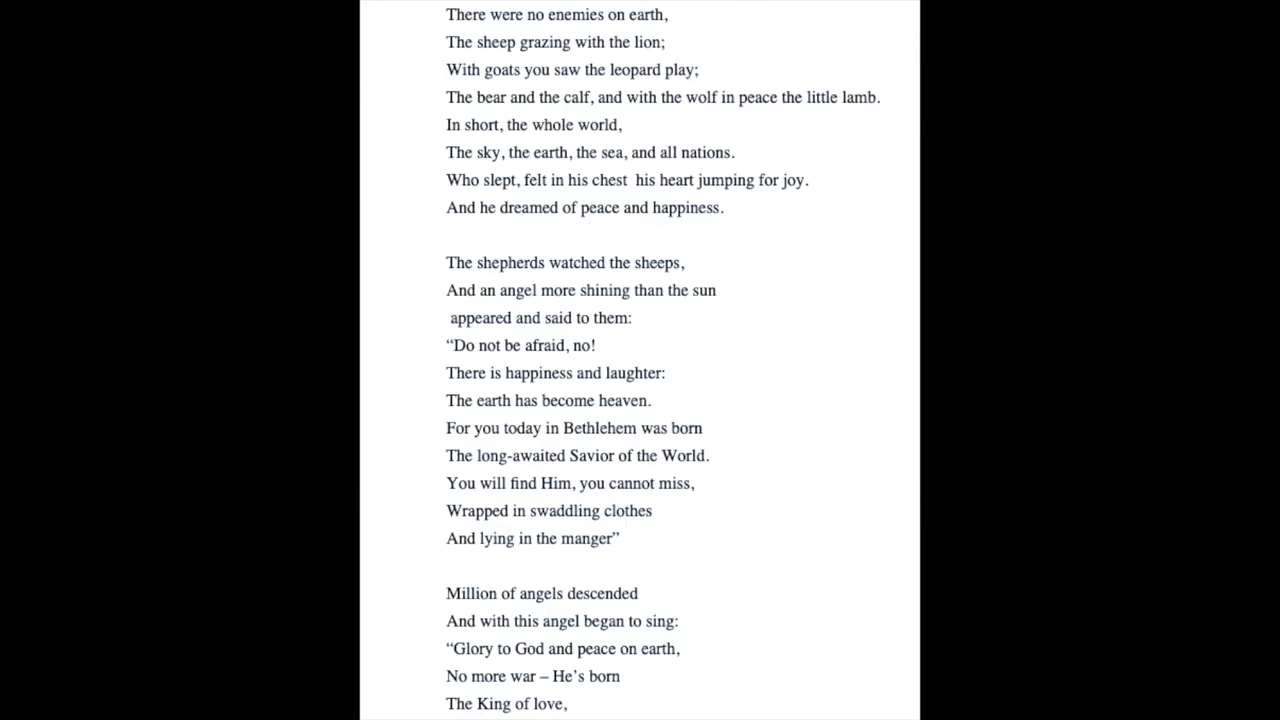 There were no enemies on earth,
The sheep grazing with the lion;
With goats you saw the leopard play;
The bear and the calf, and with the wolf in peace the little lamb.
In short, the whole world,
The sky, the earth, the sea, and all nations.
Who slept, felt in his chest  his heart jumping for joy.
And he dreamed of peace and happiness.

The shepherds watched the sheeps,
And an angel more shining than the sun
appeared and said to them:
“Do not be afraid, no!
There is happiness and laughter:
The earth has become heaven.
For you today in Bethlehem was born
The long-awaited Savior of the World.
You will find Him, you cannot miss,
Wrapped in swaddling clothes
And lying in the manger”

Million of angels descended
And with this angel began to sing:
“Glory to God and peace on earth,
No more war – He’s born
The King of love,